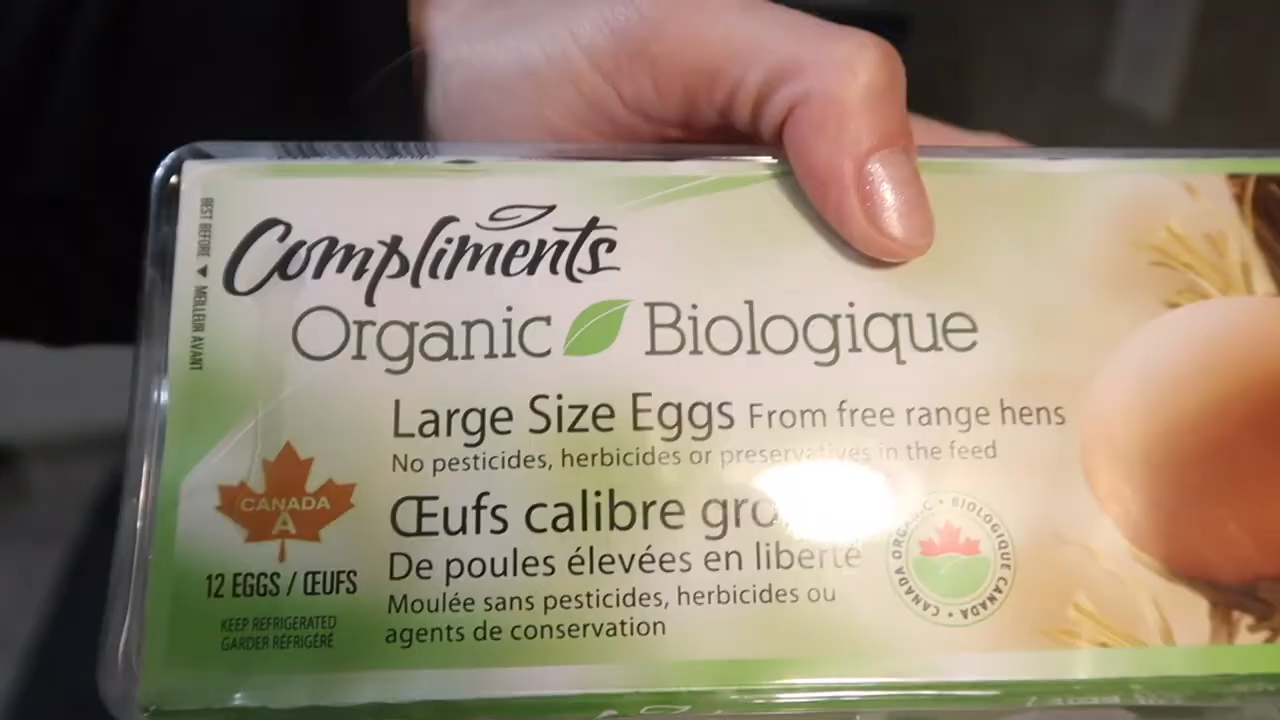 BEST BEFORE ▼ MEILLEUR AVANT
Compliments
Organic Biologique
Large Size Eggs From free range hens
No pesticides, herbicides or preservatives in the feed
Œufs calibre
De poules élevées en liberté
Moulée sans pesticides, herbicides ou
agents de conservation
CANADA
A
12 EGGS / ŒUFS
KEEP REFRIGERATED
GARDER RÉFRIGÉRÉ
CANADA ORGANIC • BIOLOGIQUE CANADA •